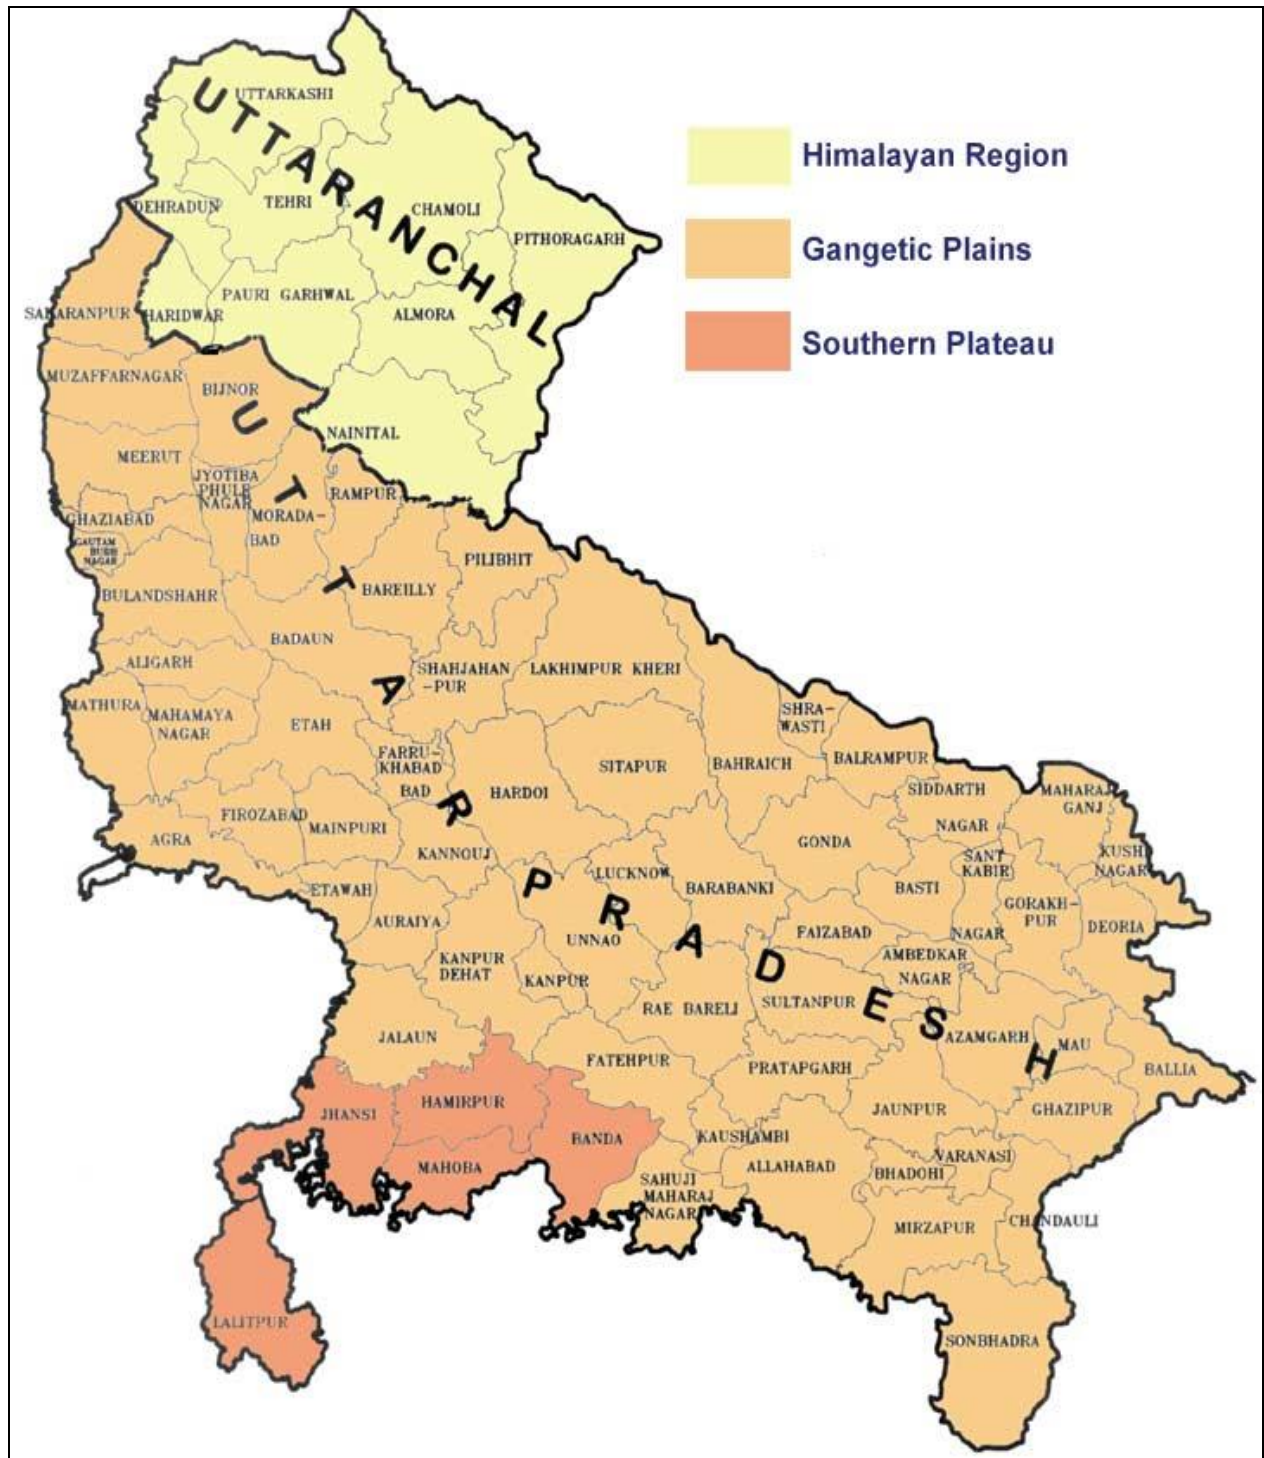 UTTARANCHAL
UTTARKASHI
DEHRADUN
TEHRI
CHAMOLI
PITHORAGARH
HARIDWAR
PAURI GARHWAL
ALMORA
NAINITAL
Himalayan Region
Gangetic Plains
Southern Plateau
UTTAR PRADESH
SAHARANPUR
MUZAFFARNAGAR
BIJNOR
MEERUT
JYOTIBA
PHULE
NAGAR
MORADA-
BAD
RAMPUR
GHAZIABAD
GAUTAM
BUDH
NAGAR
BULANDSHAHR
BAREILLY
PILIBHIT
BADAUN
ALIGARH
SHAHJAHAN
-PUR
LAKHIMPUR KHERI
MATHURA
MAHAMAYA
NAGAR
ETAH
FARRU-
KHABAD
BAD
HARDOI
SITAPUR
BAHRAICH
SHRA-
WASTI
BALRAMPUR
SIDDARTH
NAGAR
MAHARAJ
GANJ
KUSHI
NAGAR
AGRA
FIROZABAD
MAINPURI
KANNOUJ
LUCKNOW
BARABANKI
GONDA
BASTI
SANT
KABIR
NAGAR
GORAKH-
PUR
DEORIA
ETAWAH
AURAIYA
KANPUR
DEHAT
KANPUR
UNNAO
RAE BARELI
FAIZABAD
SULTANPUR
AMBEDKAR
NAGAR
AZAMGARH
MAU
BALLIA
JALAUN
FATEHPUR
PRATAPGARH
JAUNPUR
GHAZIPUR
JHANSI
HAMIRPUR
MAHOBA
BANDA
KAUSHAMBI
ALLAHABAD
SAHUJI
MAHARAJ
NAGAR
BHADOHI
VARANASI
MIRZAPUR
CHANDAULI
LALITPUR
SONBHADRA